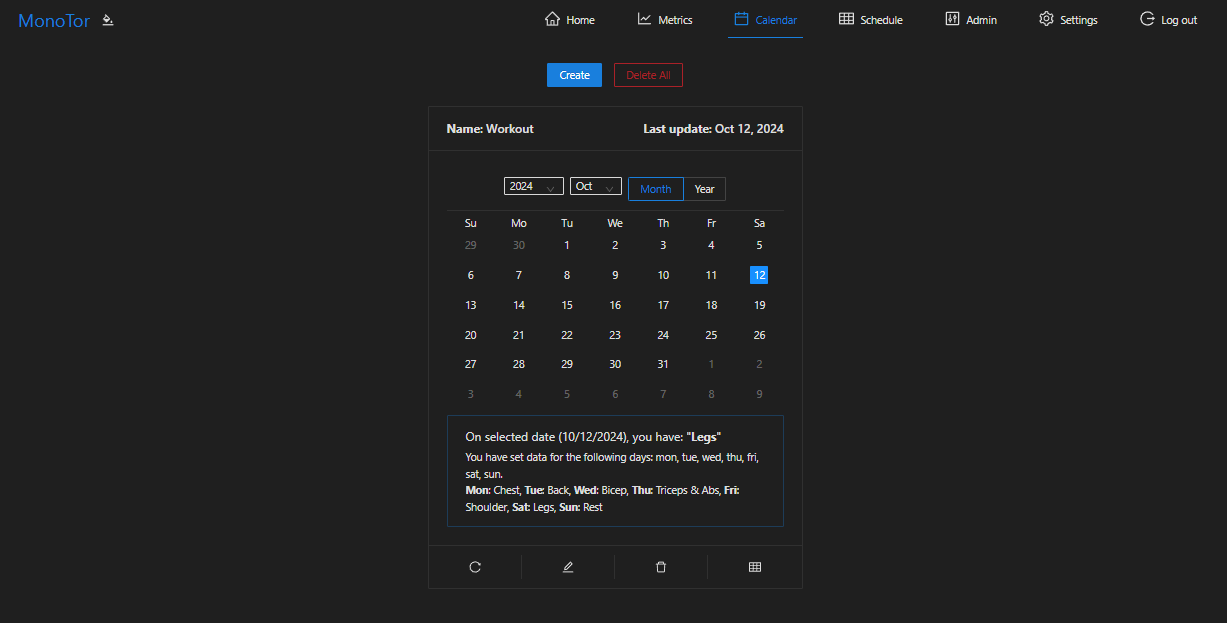 MonoTor Home Metrics Calendar Schedule Admin Settings Log out
Create Delete All
Name: Workout Last update: Oct 12, 2024
2024 Oct Month Year
Su Mo Tu We Th Fr Sa
29 30 1 2 3 4 5
6 7 8 9 10 11 12
13 14 15 16 17 18 19
20 21 22 23 24 25 26
27 28 29 30 31 1 2
3 4 5 6 7 8 9
On selected date (10/12/2024), you have: "Legs"
You have set data for the following days: mon, tue, wed, thu, fri,
sat, sun.
Mon: Chest, Tue: Back, Wed: Bicep, Thu: Triceps & Abs, Fri:
Shoulder, Sat: Legs, Sun: Rest